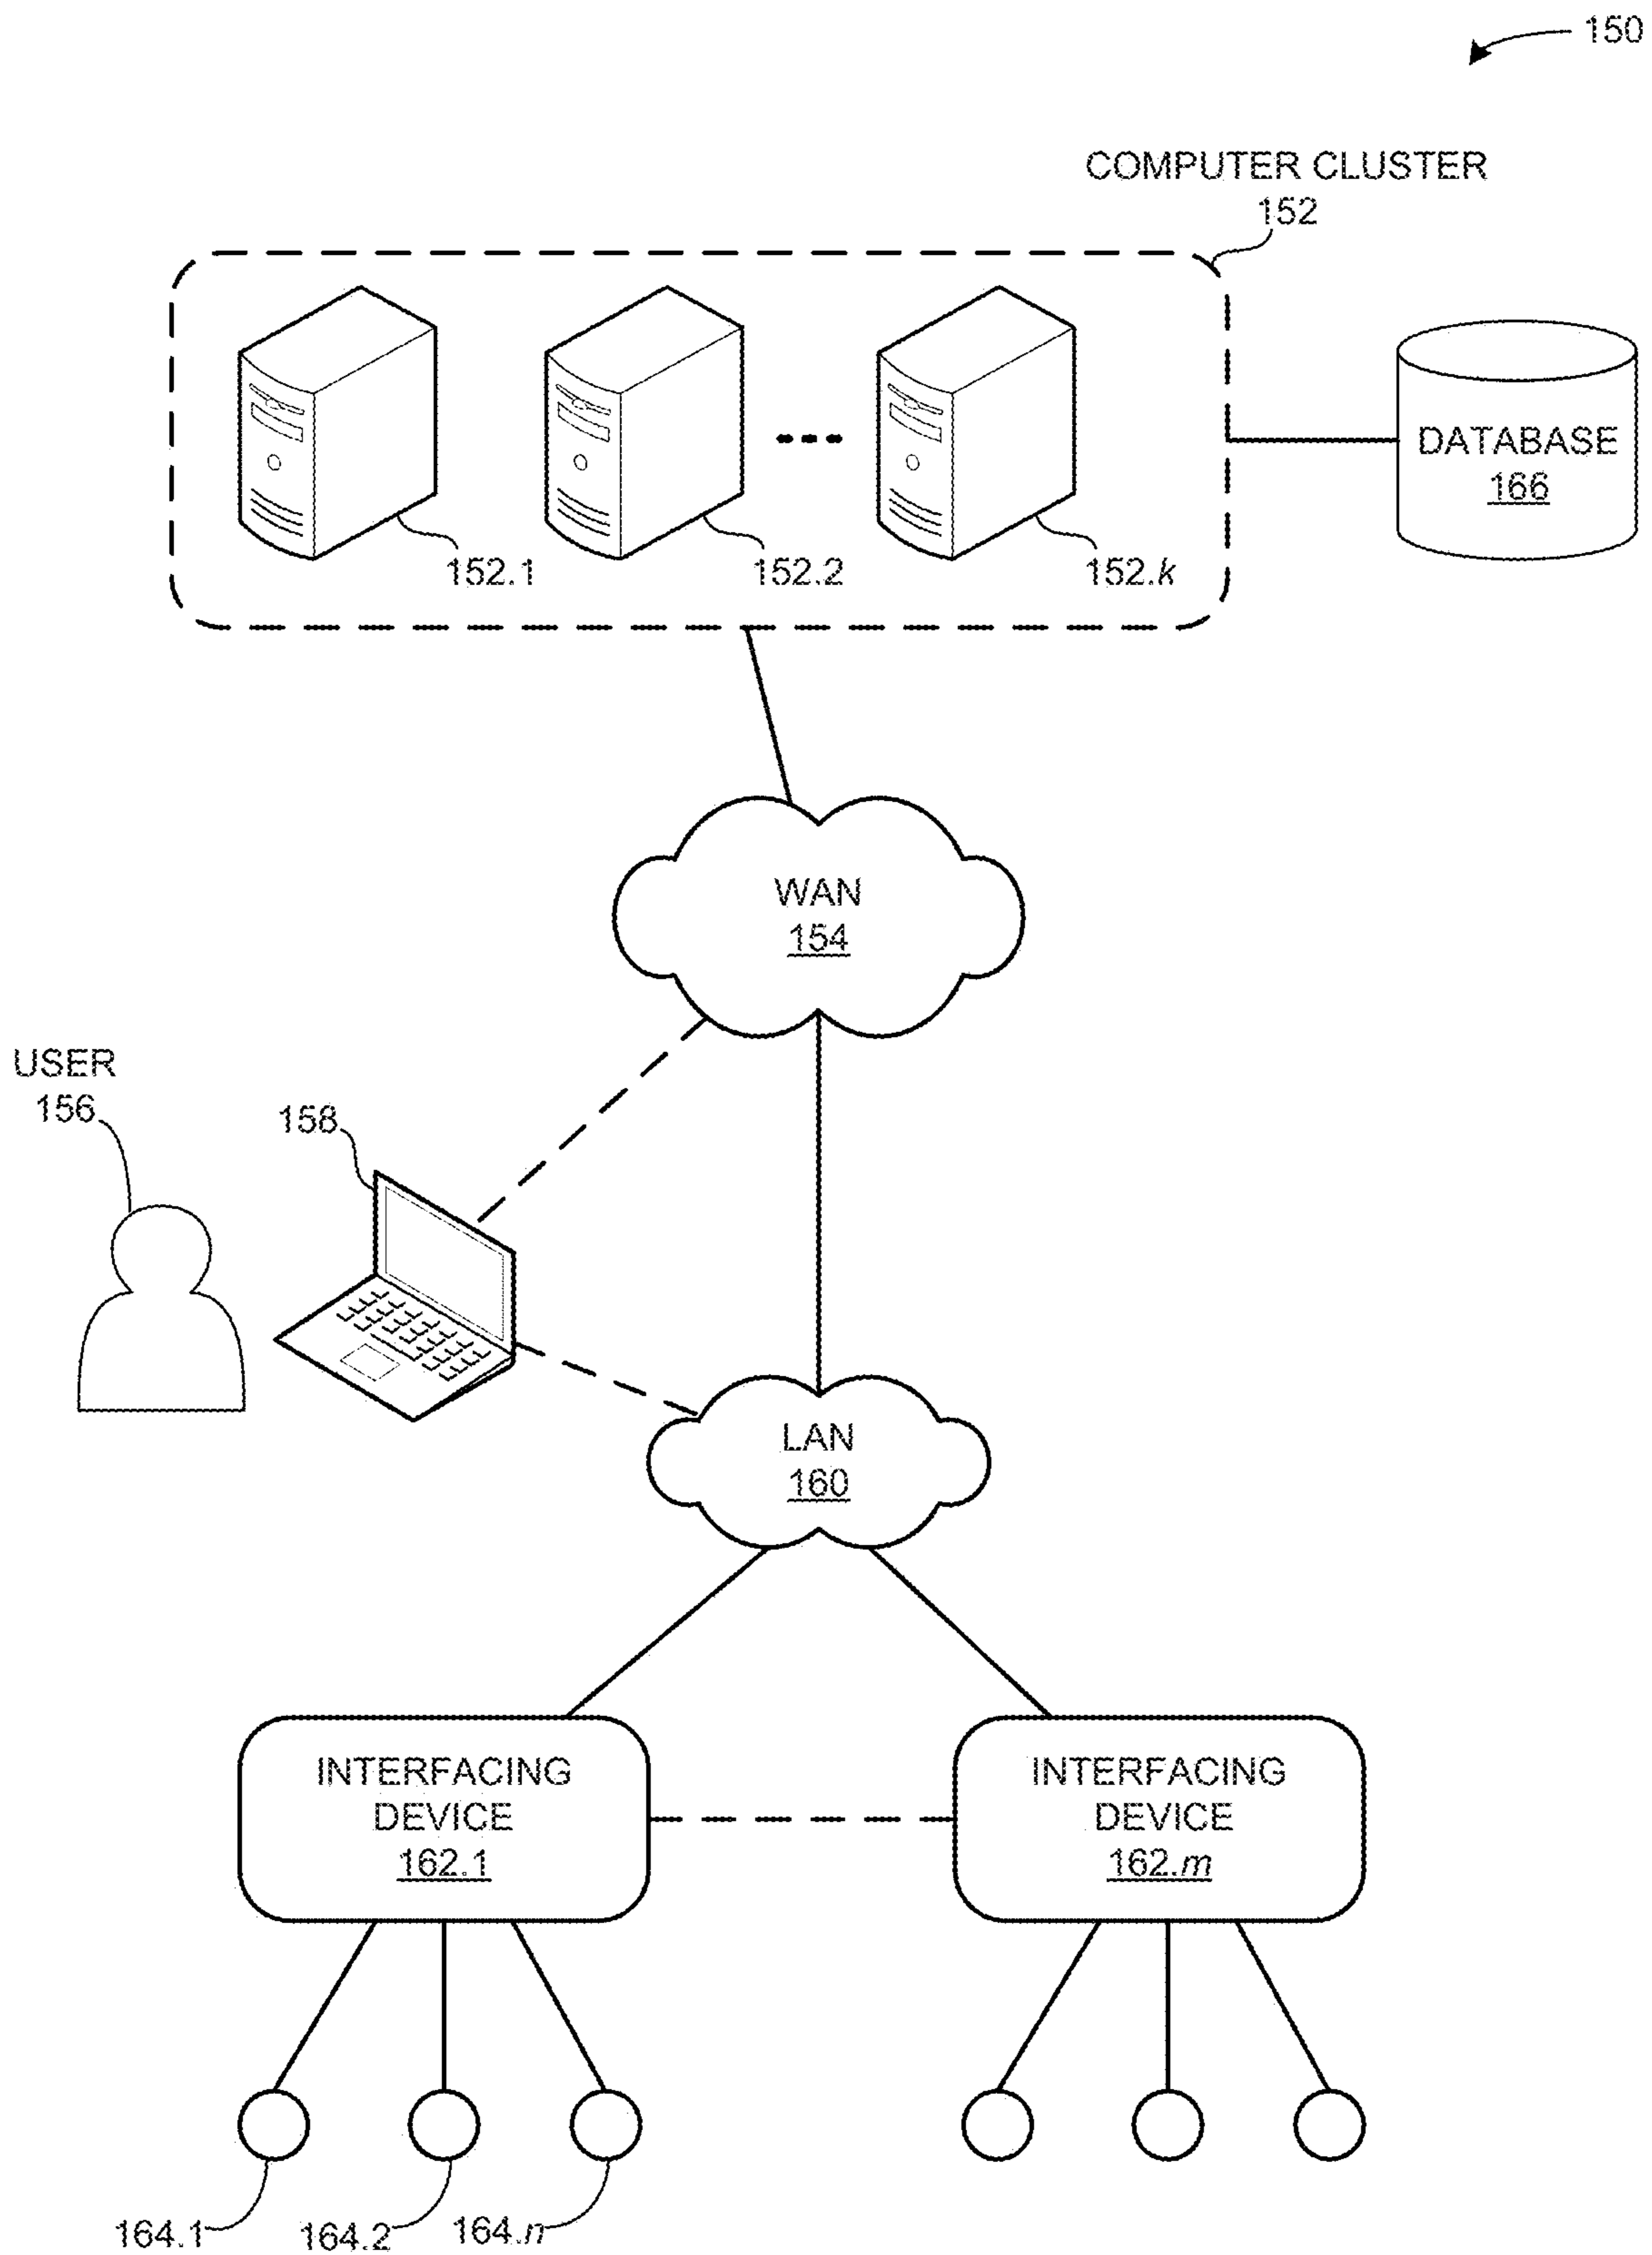 150
COMPUTER CLUSTER
152
DATABASE
166
152.1
152.2
152.k
WAN
154
USER
156
158
LAN
160
INTERFACING
DEVICE
162.1
INTERFACING
DEVICE
162.m
164.1
164.2
164.n